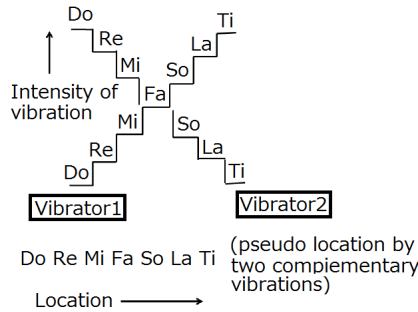 Do
Ti
Re
La
Mi
So
Intensity of
vibration
Fa
Mi
So
Re
La
Do
Ti
Vibrator1
Vibrator2
Do Re Mi Fa So La Ti
(pseudo location by
two complementary
vibrations)
Location